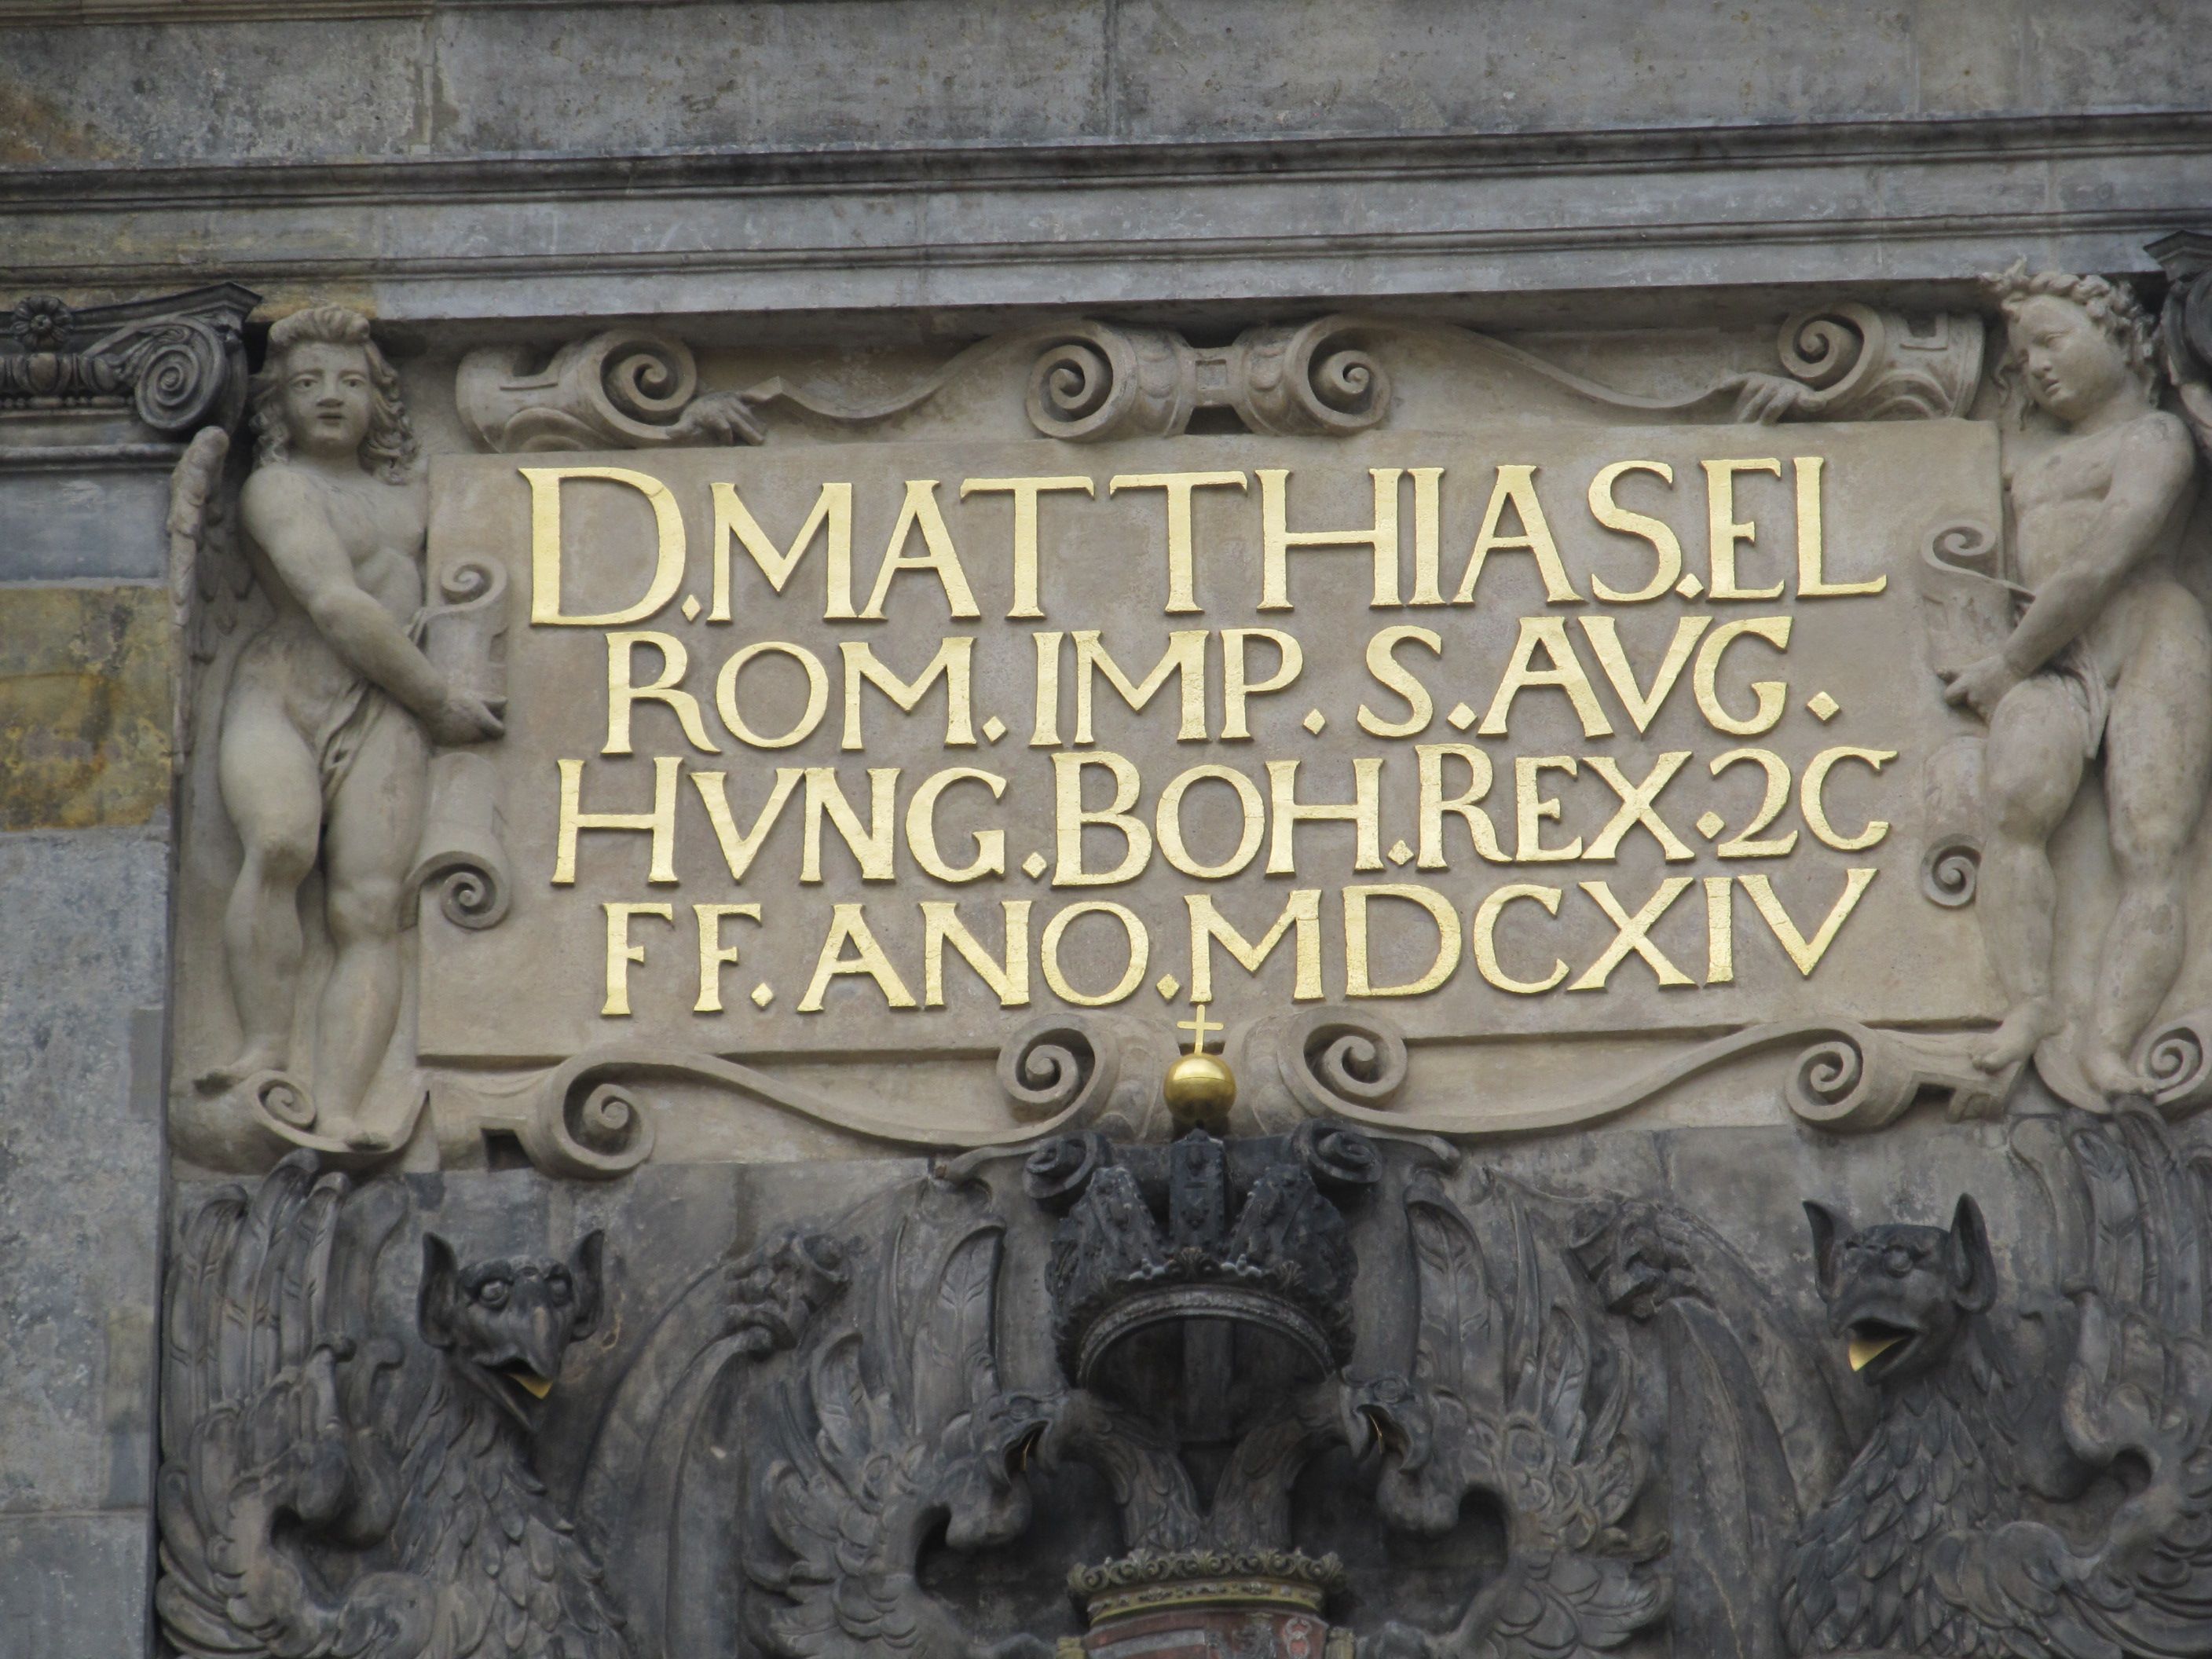 D.MATTHIAS.EL
ROM.IMP.S.AVG.
HVNG.BOH.REX.2C
FF.ANO.MDCXIV